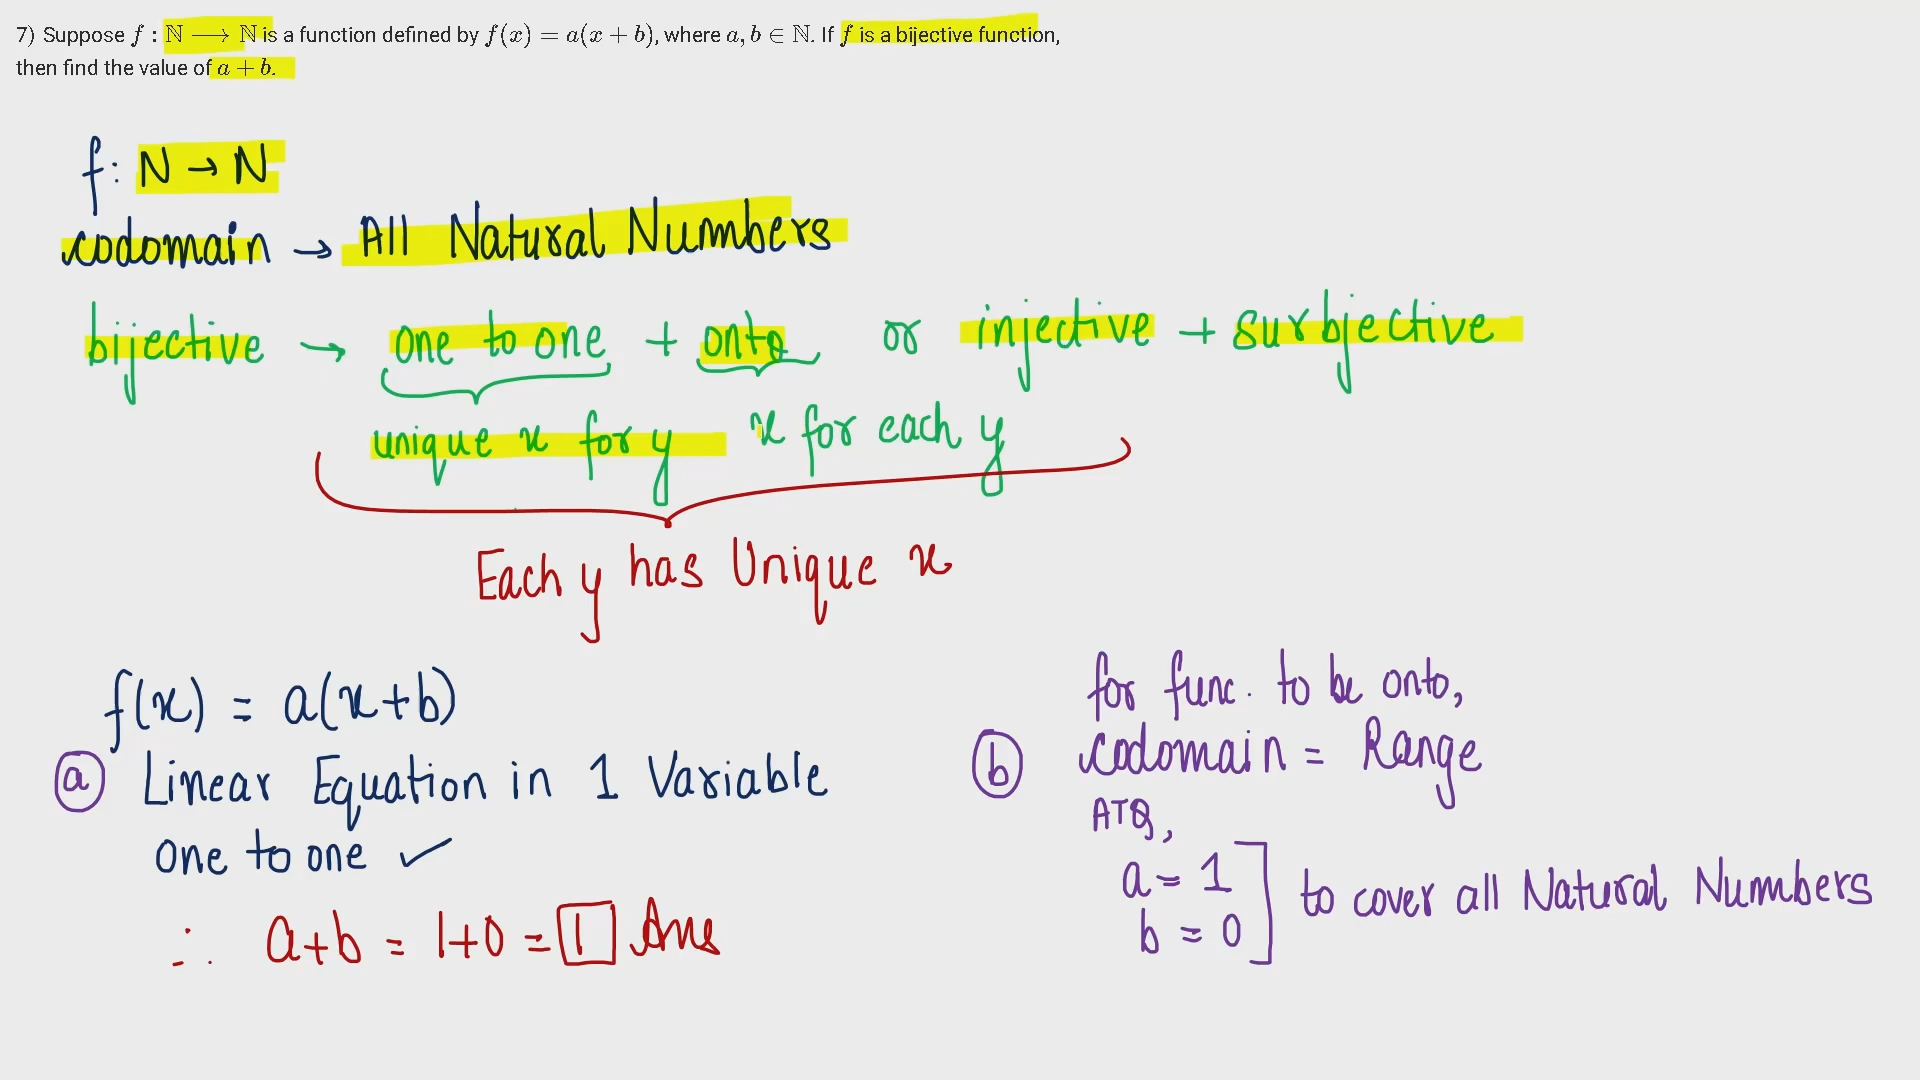 7) Suppose f : ℕ ⟶ ℕ is a function defined by f(x) = a(x + b), where a, b ∈ ℕ. If f is a bijective function,
then find the value of a + b.
f: N → N
codomain → All Natural Numbers
bijective → one to one + onto or injective + surbjective
unique x for y x for each y
Each y has Unique x
f(x) = a(x+b)
(a) Linear Equation in 1 Variable
one to one ✓
∴ a+b = 1+0 = 1 Ans
for func. to be onto,
(b) codomain = Range
ATQ,
a = 1
b = 0 ] to cover all Natural Numbers